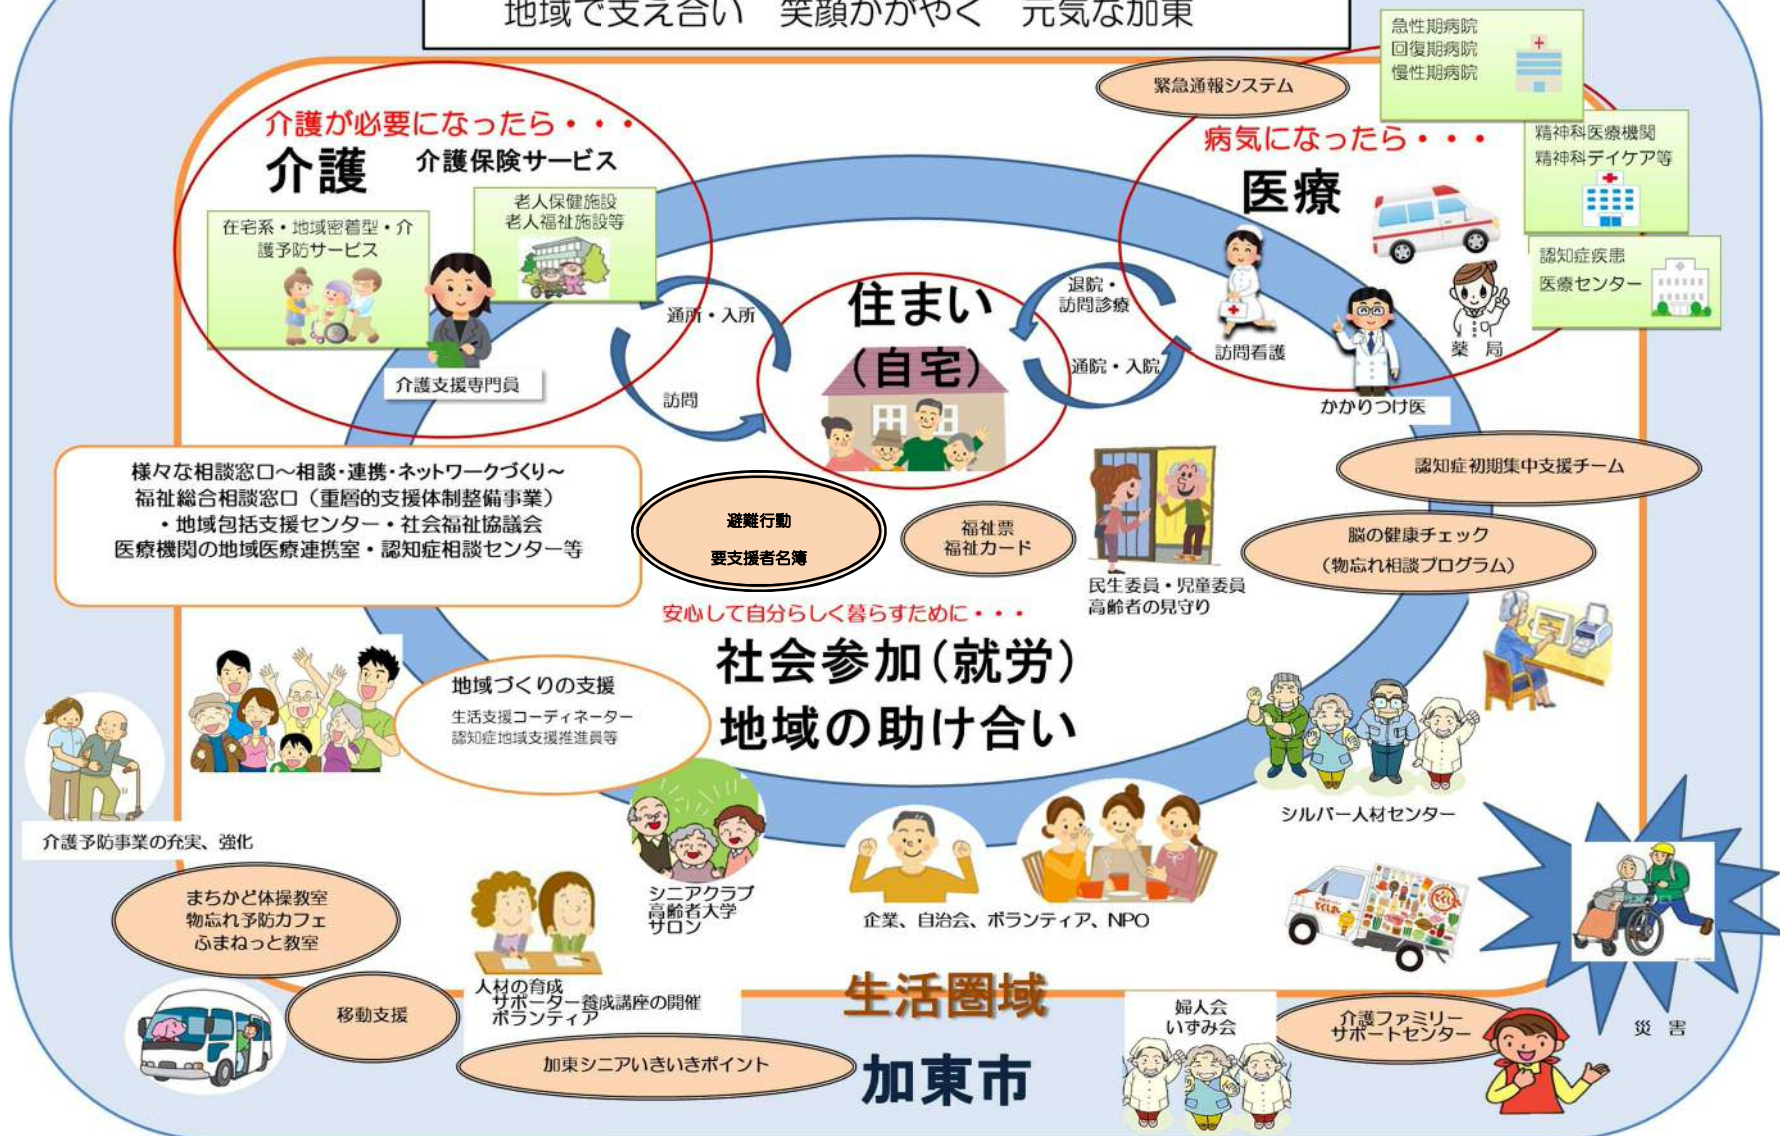 地域で支え合い　笑顔かがやく　元気な加東
急性期病院
回復期病院
慢性期病院
緊急通報システム
介護が必要になったら・・・
介護
介護保険サービス
病気になったら・・・
医療
精神科医療機関
精神科デイケア等
在宅系・地域密着型・介
護予防サービス
老人保健施設
老人福祉施設等
認知症疾患
医療センター
住まい
（自宅）
通所・入所
訪問
退院・
訪問診療
通院・入院
訪問看護
薬　局
かかりつけ医
介護支援専門員
様々な相談窓口～相談・連携・ネットワークづくり～
福祉総合相談窓口（重層的支援体制整備事業）
・地域包括支援センター・社会福祉協議会
医療機関の地域医療連携室・認知症相談センター等
避難行動
要支援者名簿
福祉票
福祉カード
民生委員・児童委員
高齢者の見守り
認知症初期集中支援チーム
脳の健康チェック
（物忘れ相談プログラム）
安心して自分らしく暮らすために・・・
社会参加（就労）
地域の助け合い
地域づくりの支援
生活支援コーディネーター
認知症地域支援推進員等
シルバー人材センター
介護予防事業の充実、強化
まちかど体操教室
物忘れ予防カフェ
ふまねっと教室
シニアクラブ
高齢者大学
サロン
企業、自治会、ボランティア、NPO
とくし丸
とくし丸
人材の育成
サポーター養成講座の開催
ボランティア
移動支援
加東シニアいきいきポイント
生活圏域
加東市
婦人会
いずみ会
介護ファミリー
サポートセンター
災　害